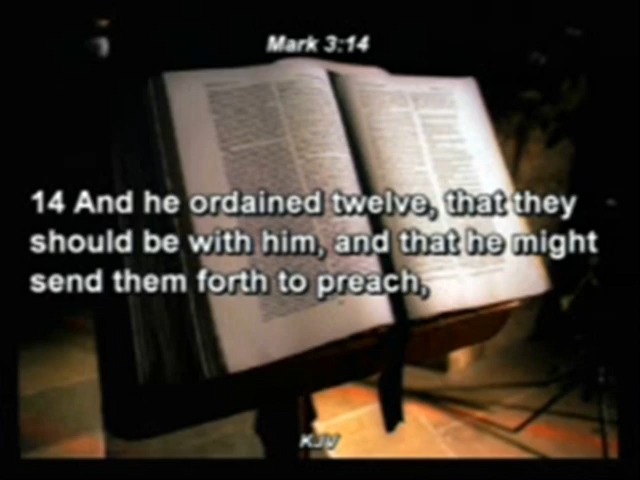 Mark 3:14
14 And he ordained twelve, that they
should be with him, and that he might
send them forth to preach,
KJV